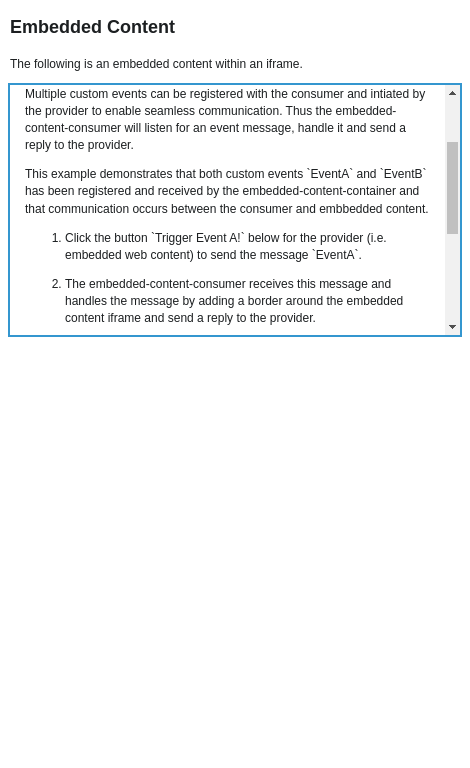 Embedded Content
The following is an embedded content within an iframe.
Multiple custom events can be registered with the consumer and intiated by
the provider to enable seamless communication. Thus the embedded-
content-consumer will listen for an event message, handle it and send a
reply to the provider.
This example demonstrates that both custom events `EventA` and `EventB`
has been registered and received by the embedded-content-container and
that communication occurs between the consumer and embbedded content.
1. Click the button `Trigger Event A!` below for the provider (i.e.
embedded web content) to send the message `EventA`.
2. The embedded-content-consumer receives this message and
handles the message by adding a border around the embedded
content iframe and send a reply to the provider.